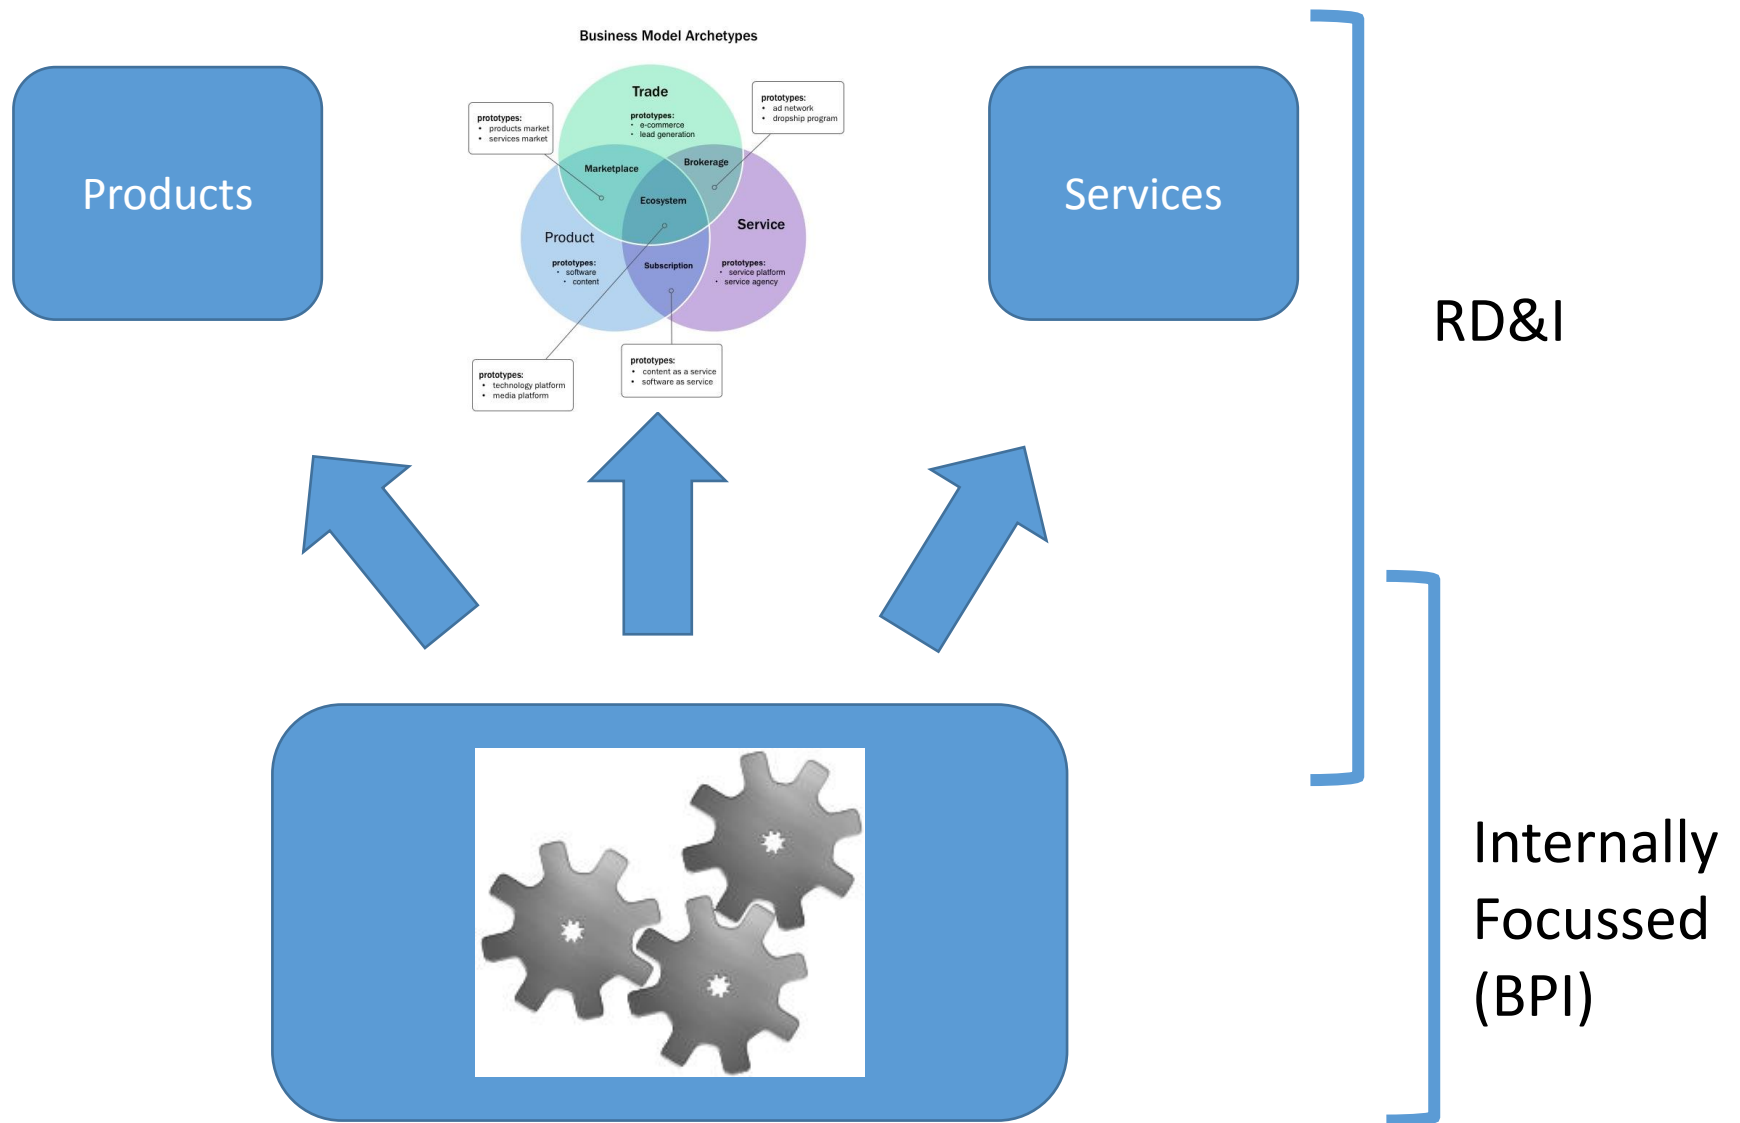 Business Model Archetypes
Products
Trade
prototypes:
• e-commerce
• lead generation
prototypes:
• products market
• services market
prototypes:
• ad network
• dropship program
Marketplace
Brokerage
Ecosystem
Product
prototypes:
• software
• content
Service
prototypes:
• service platform
• service agency
Subscription
prototypes:
• technology platform
• media platform
prototypes:
• content as a service
• software as service
Services
RD&I
Internally
Focussed
(BPI)